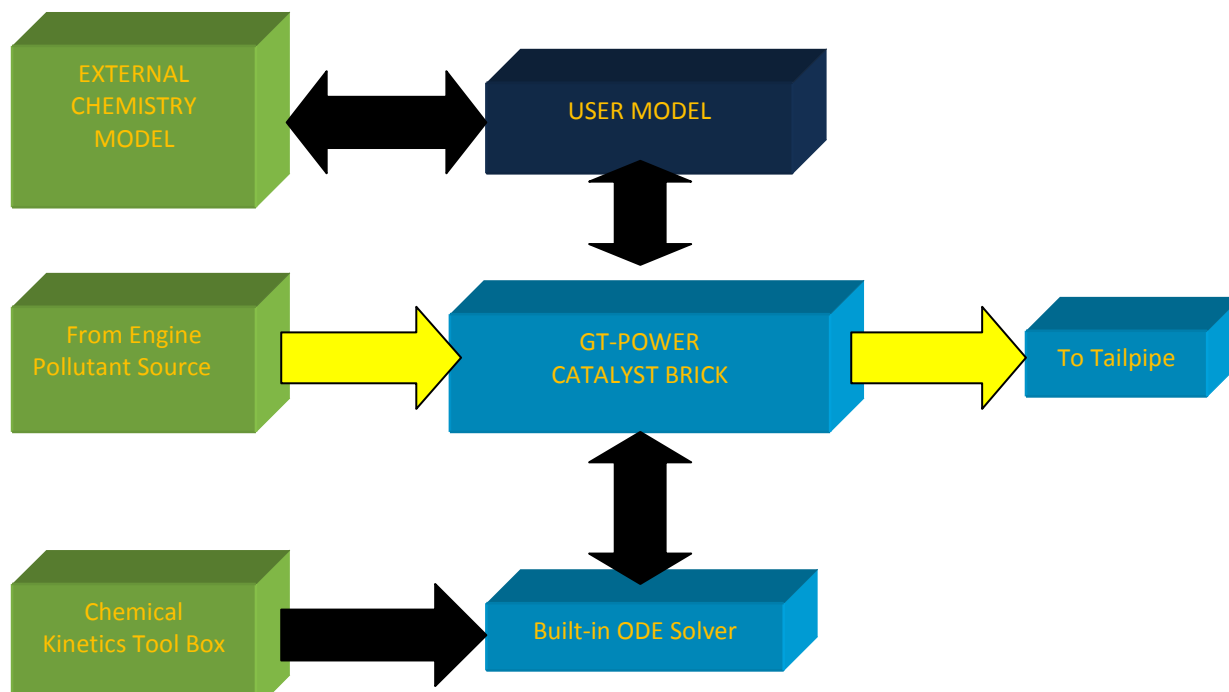 EXTERNAL
CHEMISTRY
MODEL
USER MODEL
From Engine
Pollutant Source
GT-POWER
CATALYST BRICK
To Tailpipe
Chemical
Kinetics Tool Box
Built-in ODE Solver